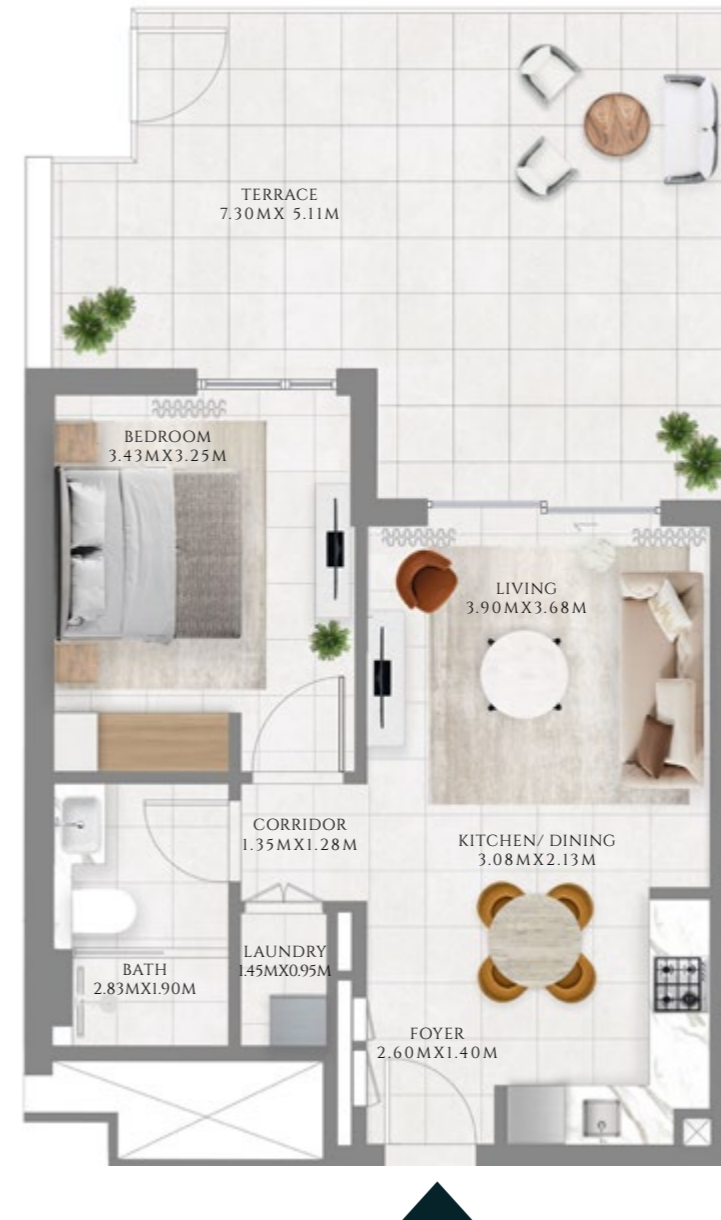 TERRACE
7.30MX 5.11M
BEDROOM
3.43MX3.25M
LIVING
3.90MX3.68M
CORRIDOR
1.35MX1.28M
KITCHEN/ DINING
3.08MX2.13M
BATH
2.83MX1.90M
LAUNDRY
1.45MX0.95M
FOYER
2.60MX1.40M